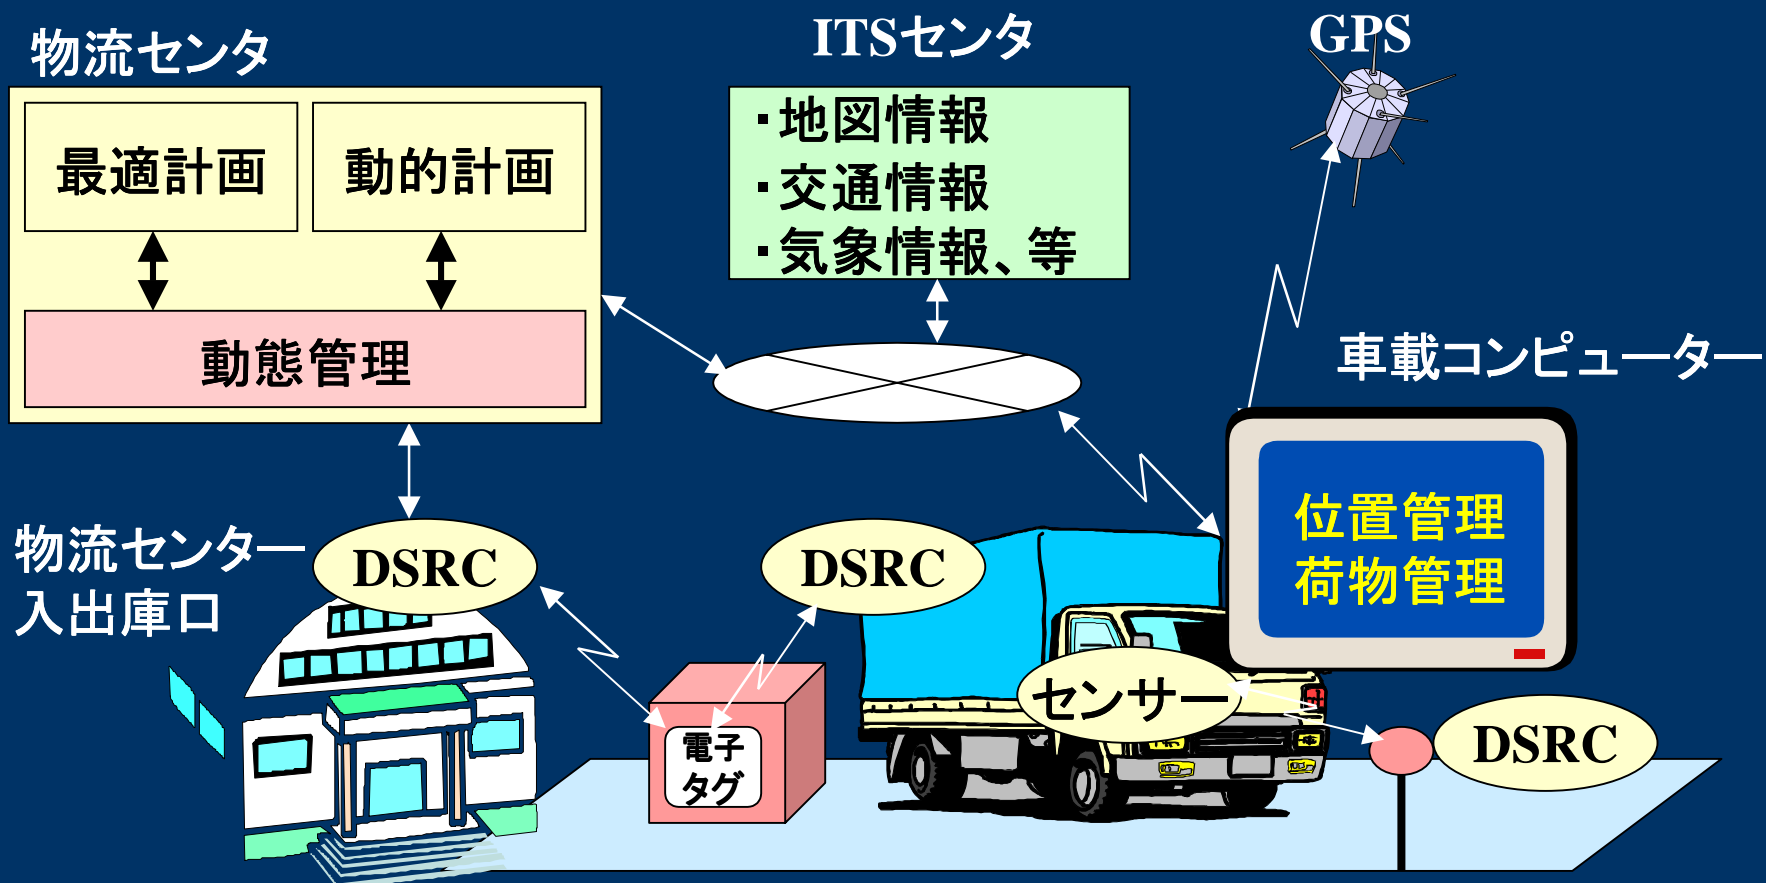 物流センタ
最適計画
動的計画
動態管理
ITSセンタ
・地図情報
・交通情報
・気象情報、等
GPS
車載コンピューター
位置管理
荷物管理
物流センター
入出庫口
DSRC
DSRC
電子
タグ
センサー
DSRC